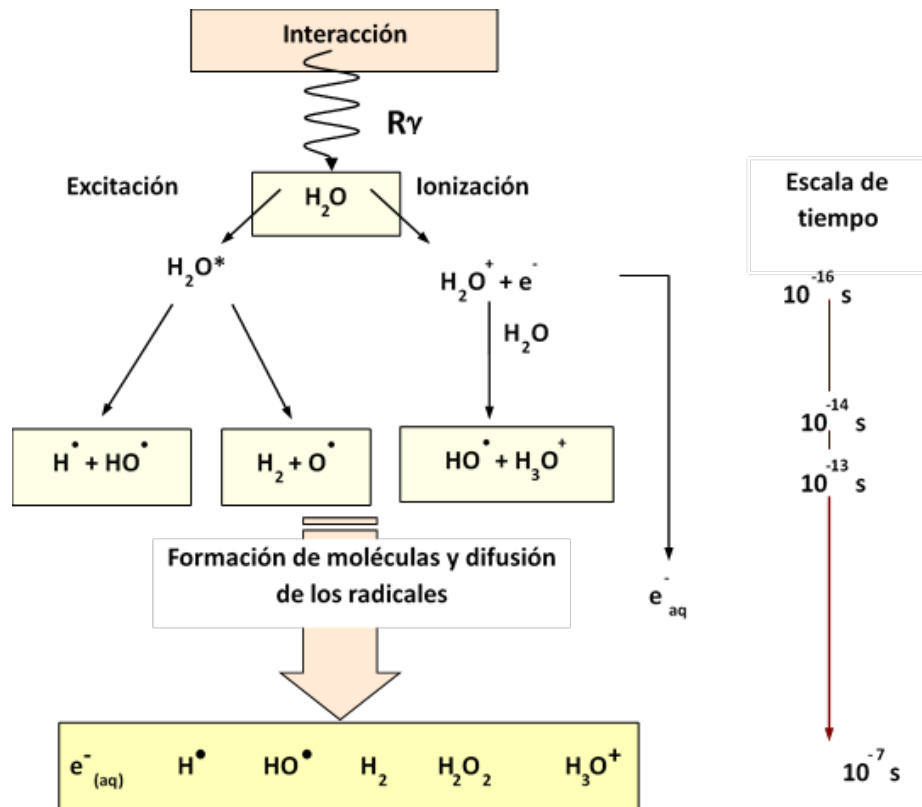 Interacción
Rγ
Excitación
Ionización
H₂O
Escala de
tiempo
H₂O*
H₂O⁺ + e⁻
10⁻¹⁶ s
H₂O
10⁻¹⁴ s
H• + HO•
H₂ + O•
HO• + H₃O⁺
10⁻¹³ s
Formación de moléculas y difusión
de los radicales
e⁻aq
e⁻(aq) H• HO• H₂ H₂O₂ H₃O⁺
10⁻⁷ s